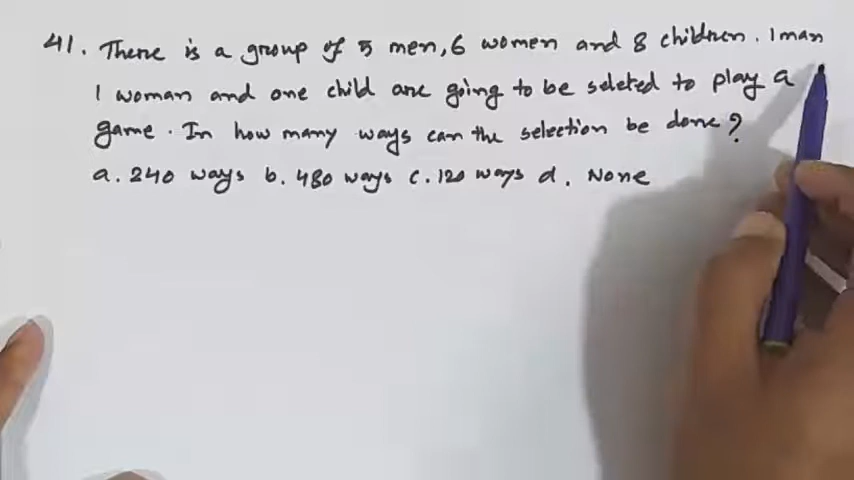 41. There is a group of 5 men, 6 women and 8 children. 1 man
1 woman and one child are going to be seleted to play a
game. In how many ways can the selection be done?
a. 240 ways b. 480 ways c. 120 ways d. None